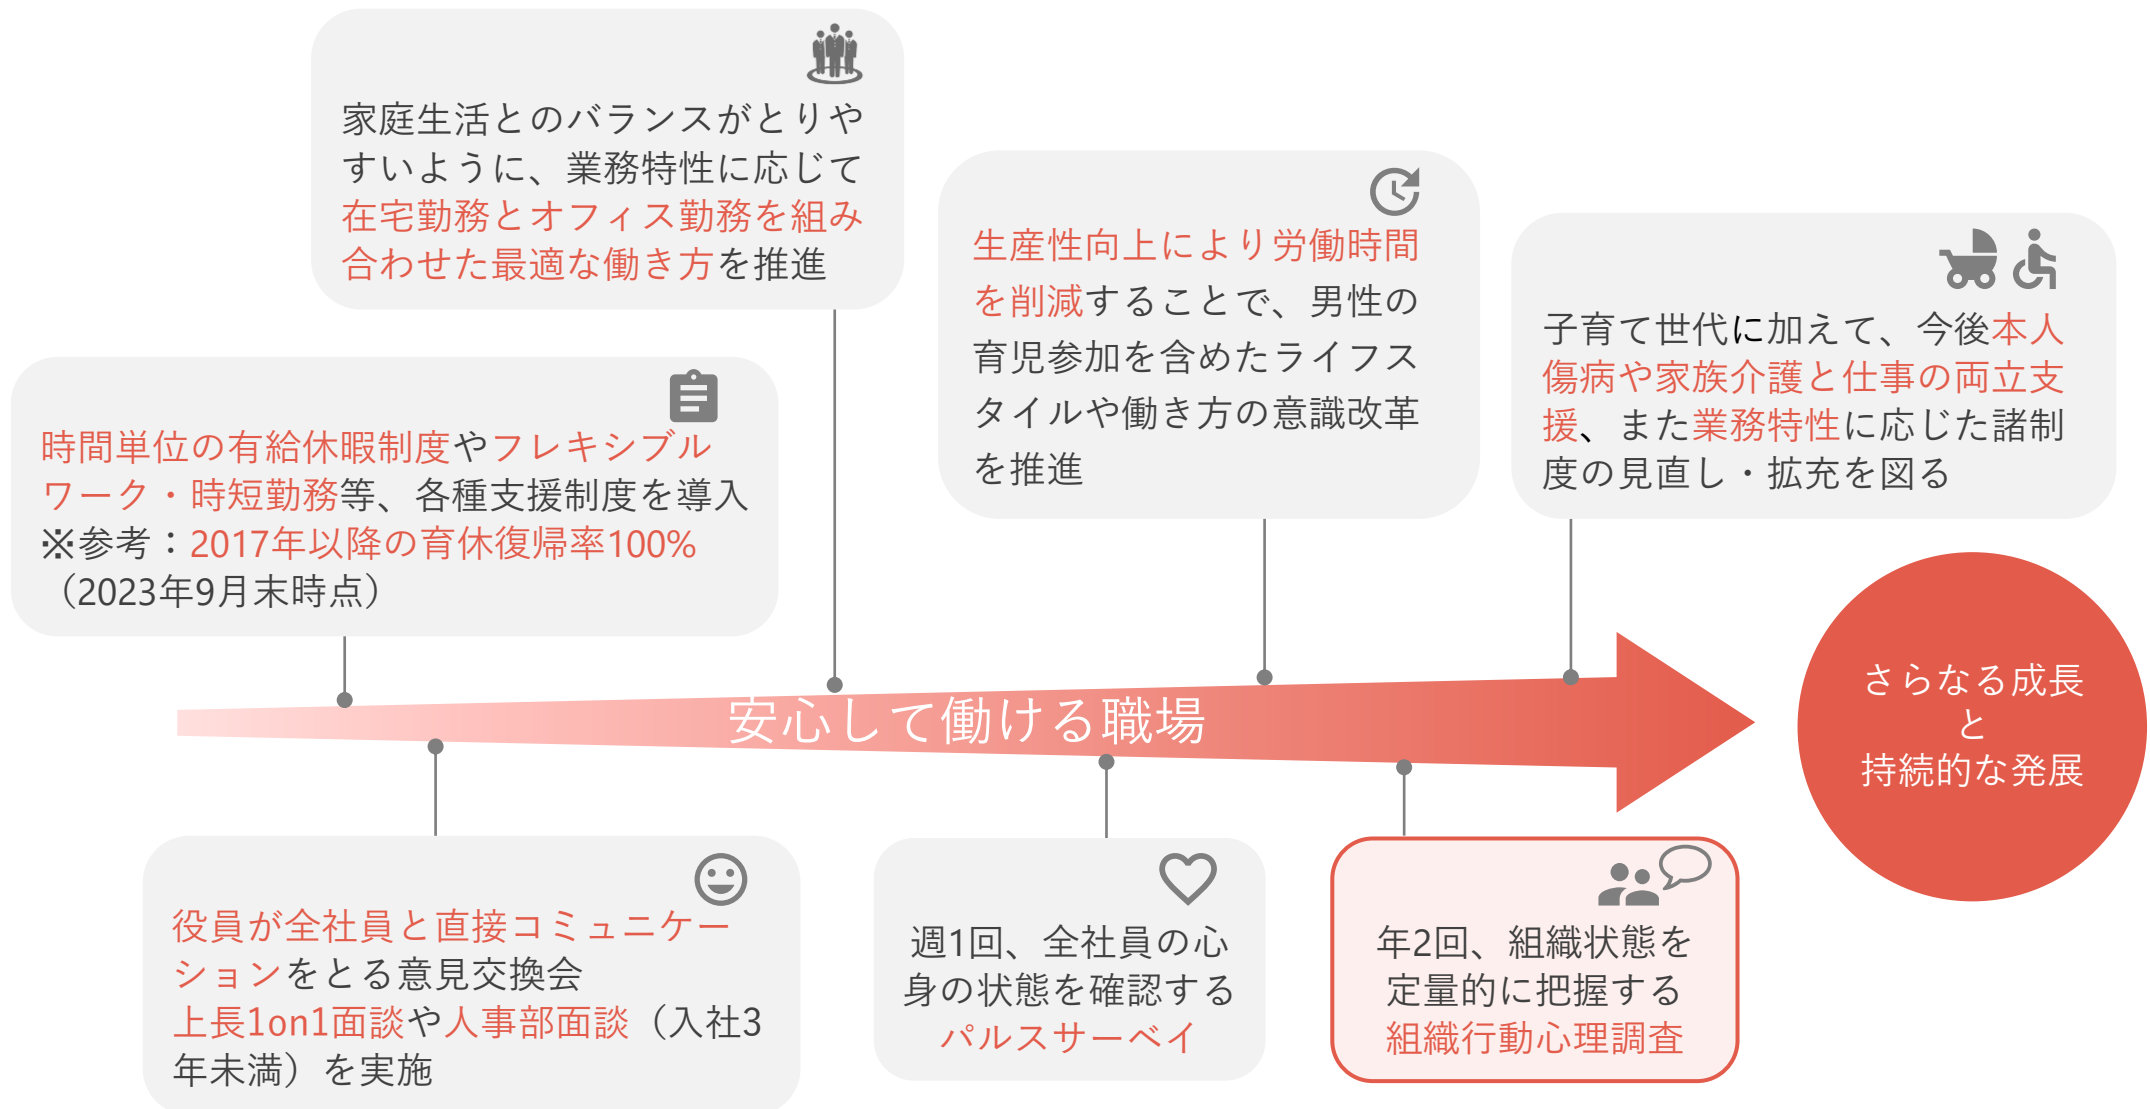 家庭生活とのバランスがとりや
すいように、業務特性に応じて
在宅勤務とオフィス勤務を組み
合わせた最適な働き方を推進
生産性向上により労働時間
を削減することで、男性の
育児参加を含めたライフス
タイルや働き方の意識改革
を推進
子育て世代に加えて、今後本人
傷病や家族介護と仕事の両立支
援、また業務特性に応じた諸制
度の見直し・拡充を図る
時間単位の有給休暇制度やフレキシブル
ワーク・時短勤務等、各種支援制度を導入
※参考：2017年以降の育休復帰率100%
（2023年9月末時点）
安心して働ける職場
さらなる成長
と
持続的な発展
役員が全社員と直接コミュニケー
ションをとる意見交換会
上長1on1面談や人事部面談（入社3
年未満）を実施
週1回、全社員の心
身の状態を確認する
パルスサーベイ
年2回、組織状態を
定量的に把握する
組織行動心理調査